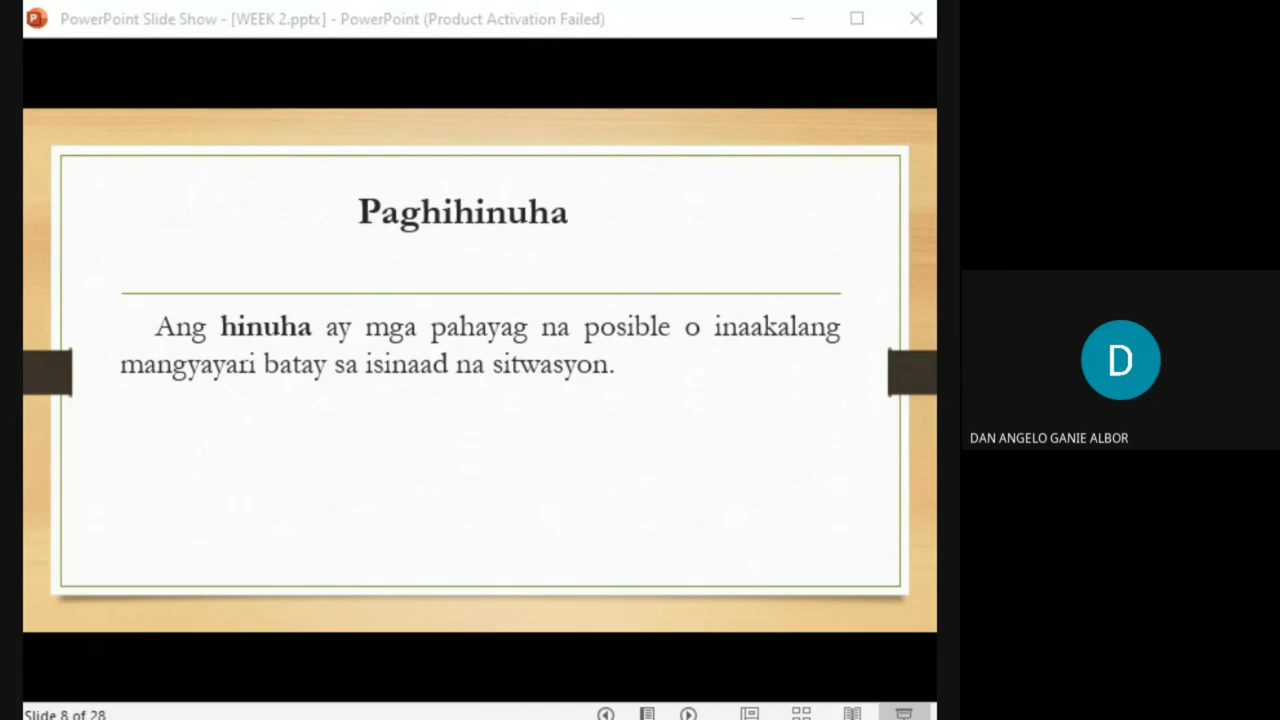 PowerPoint Slide Show - [WEEK 2.pptx] - PowerPoint (Product Activation Failed)
Paghihinuha
Ang hinuha ay mga pahayag na posible o inaakalang
mangyayari batay sa isinaad na sitwasyon.
D
DAN ANGELO GANIE ALBOR
Slide 8 of 28